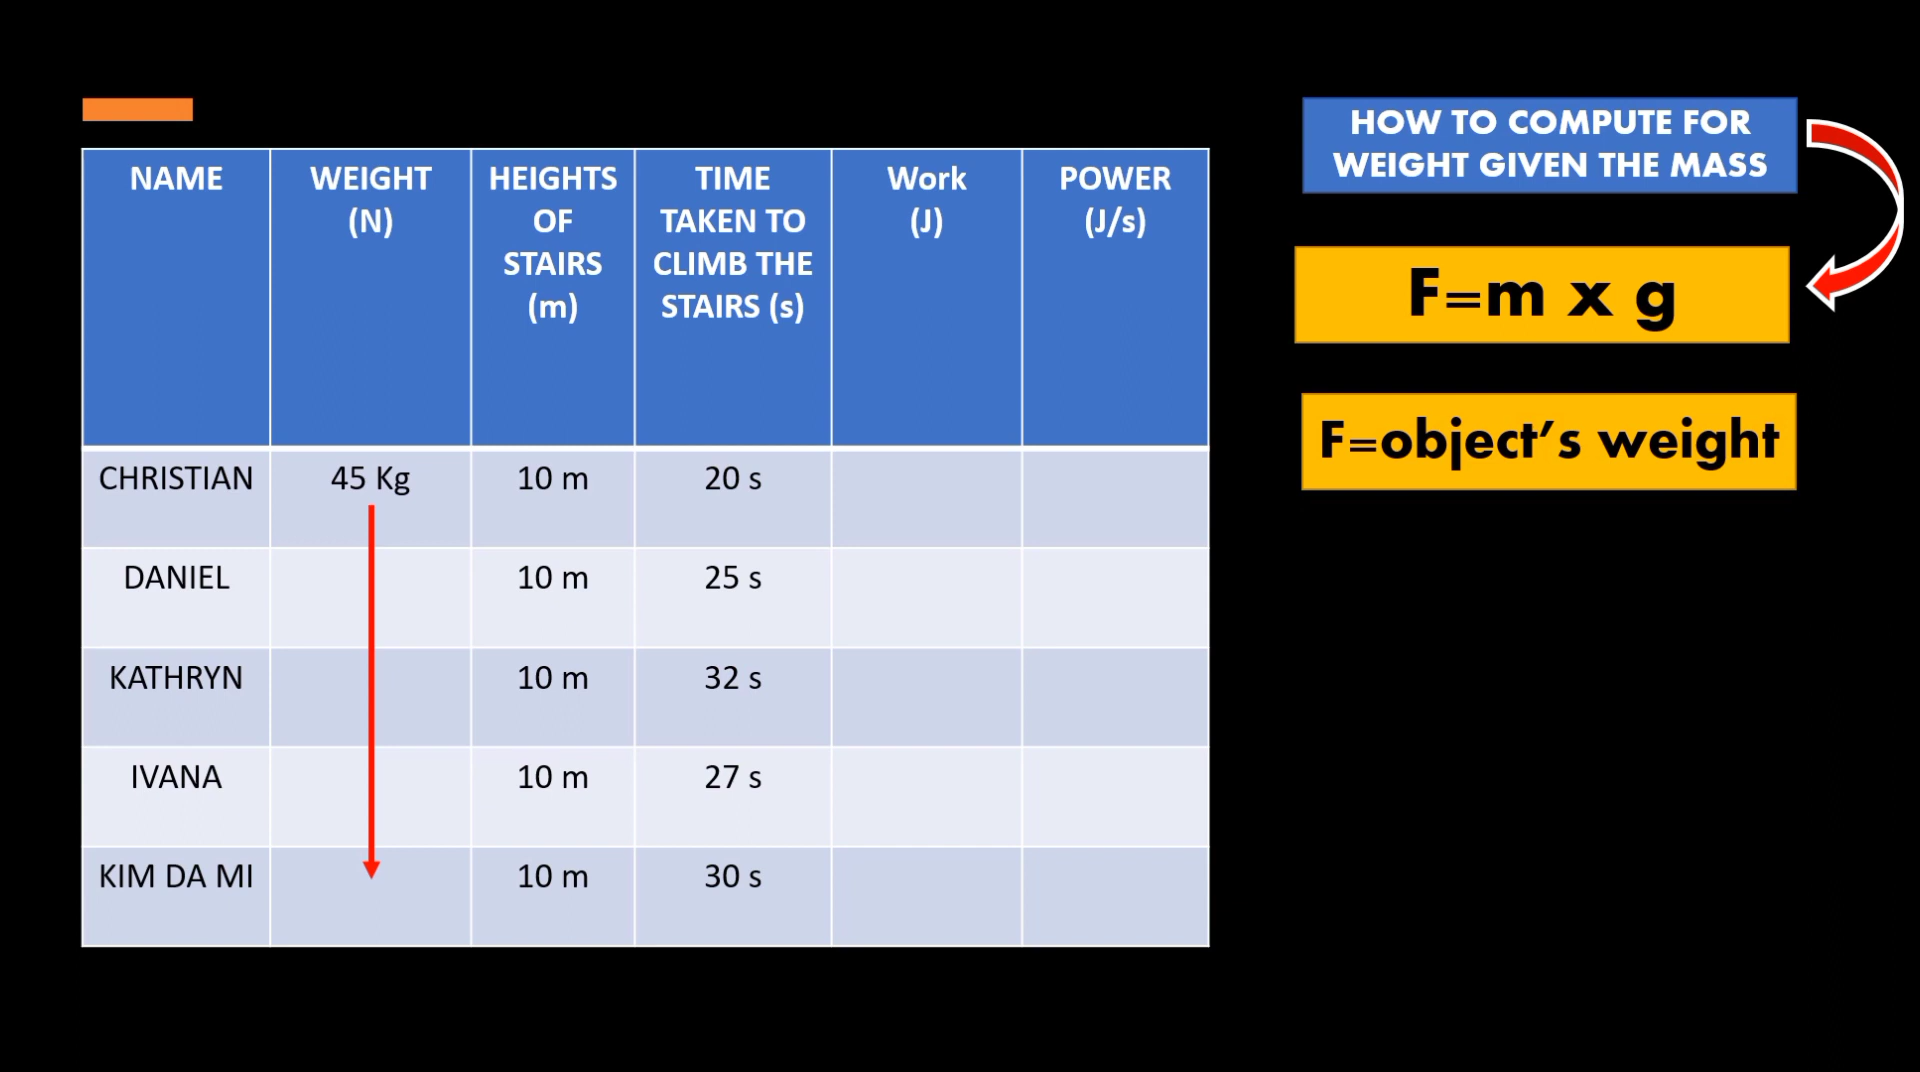 NAME
WEIGHT
(N)
HEIGHTS
OF
STAIRS
(m)
TIME
TAKEN TO
CLIMB THE
STAIRS (s)
Work
(J)
POWER
(J/s)
CHRISTIAN 45 Kg 10 m 20 s
DANIEL 10 m 25 s
KATHRYN 10 m 32 s
IVANA 10 m 27 s
KIM DA MI 10 m 30 s
HOW TO COMPUTE FOR
WEIGHT GIVEN THE MASS
F=m x g
F=object’s weight